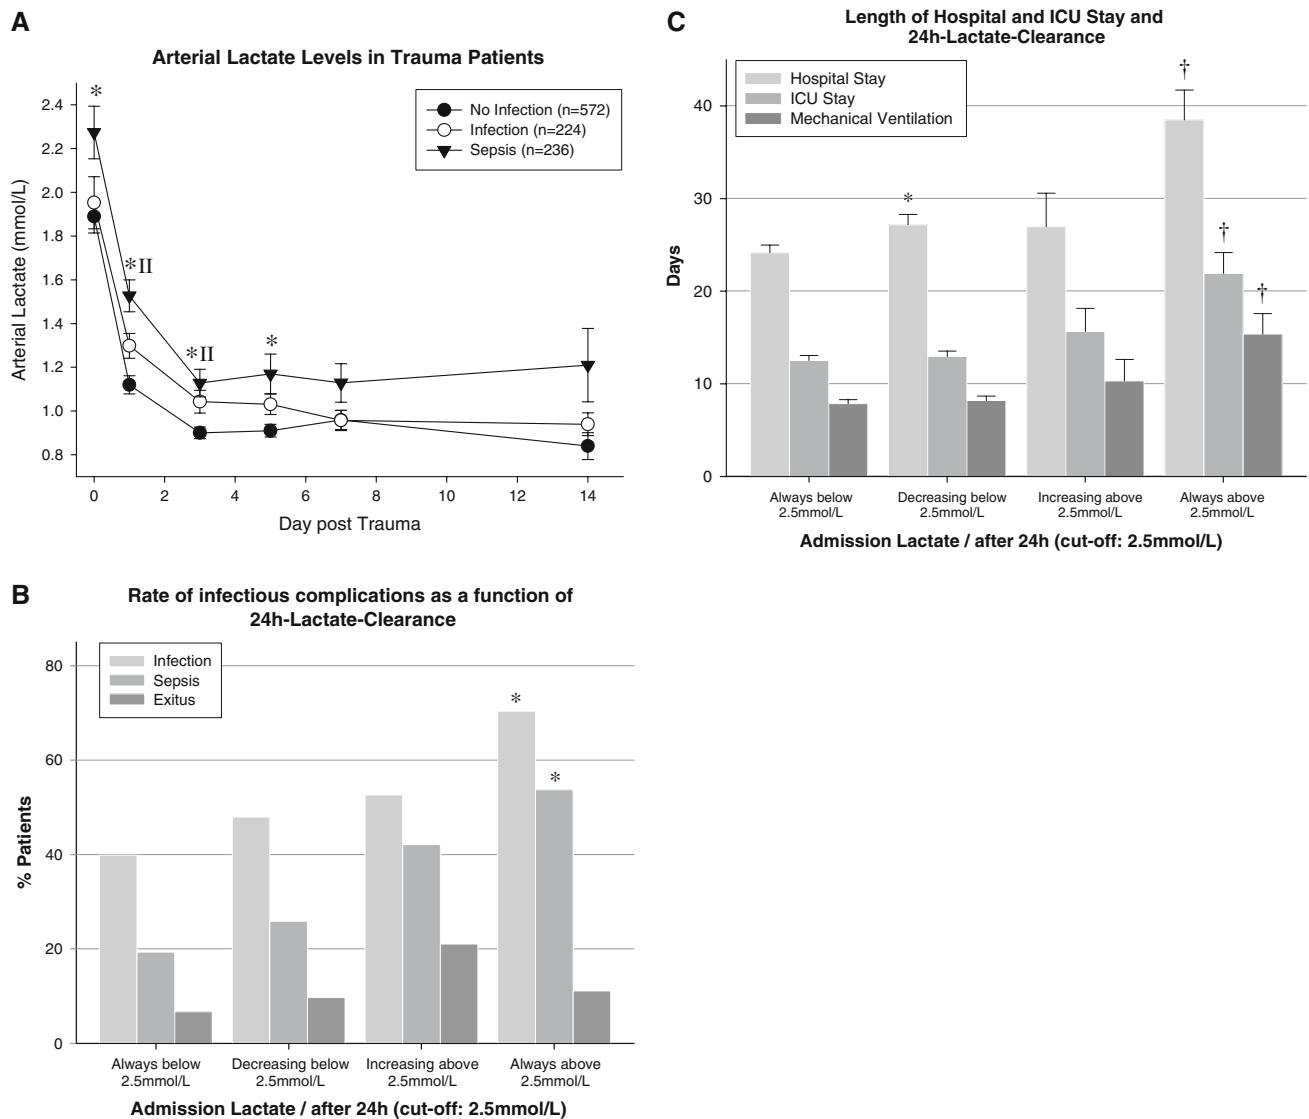 A
Arterial Lactate Levels in Trauma Patients
No Infection (n=572)
Infection (n=224)
Sepsis (n=236)
*
*II
*II
*
Arterial Lactate (mmol/L)
2.4
2.2
2.0
1.8
1.6
1.4
1.2
1.0
0.8
0 2 4 6 8 10 12 14
Day post Trauma
B
Rate of infectious complications as a function of
24h-Lactate-Clearance
Infection
Sepsis
Exitus
*
*
% Patients
80
60
40
20
0
Always below
2.5mmol/L
Decreasing below
2.5mmol/L
Increasing above
2.5mmol/L
Always above
2.5mmol/L
Admission Lactate / after 24h (cut-off: 2.5mmol/L)
C
Length of Hospital and ICU Stay and
24h-Lactate-Clearance
Hospital Stay
ICU Stay
Mechanical Ventilation
*
†
†
†
Days
40
30
20
10
0
Always below
2.5mmol/L
Decreasing below
2.5mmol/L
Increasing above
2.5mmol/L
Always above
2.5mmol/L
Admission Lactate / after 24h (cut-off: 2.5mmol/L)